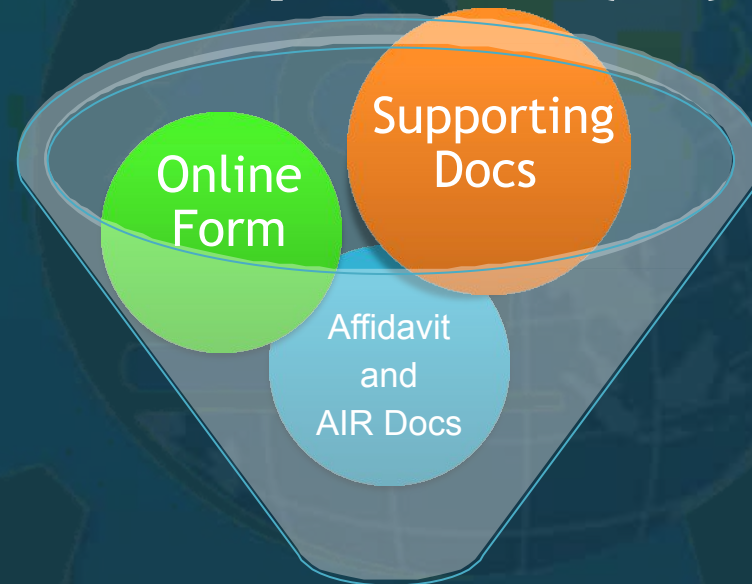 Online
Form
Supporting
Docs
Affidavit
and
AIR Docs